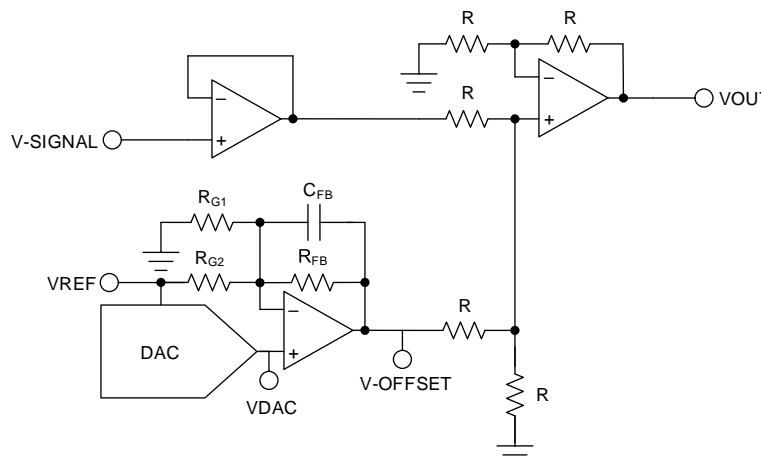 R
R
R
VOUT
V-SIGNAL
−
+
−
+
RG1
CFB
RG2
RFB
VREF
DAC
−
+
R
VDAC
V-OFFSET
R